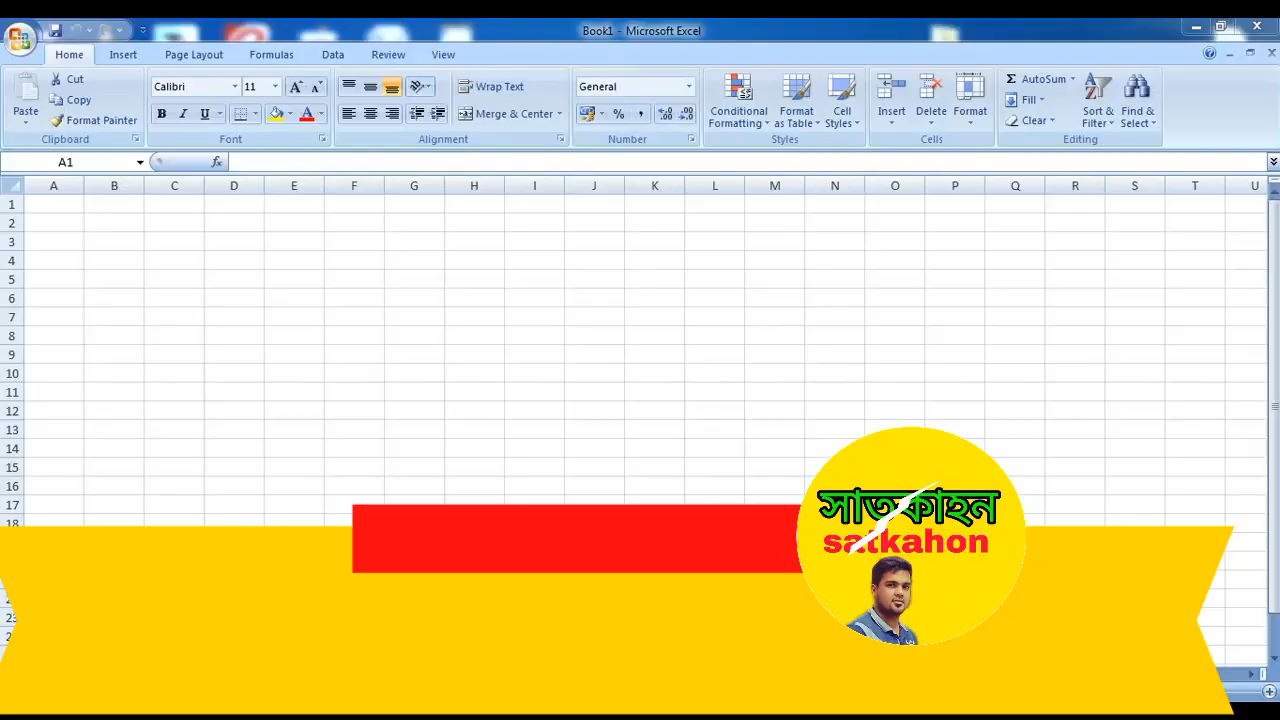 Book1 - Microsoft Excel
Home Insert Page Layout Formulas Data Review View
Paste Cut Copy Format Painter Clipboard
Calibri 11 B I U A Font
Wrap Text Merge & Center Alignment
General % , Number
Conditional Formatting Format as Table Cell Styles Styles
Insert Delete Format Cells
Σ AutoSum Fill Clear Sort & Filter Find & Select Editing
A1 fx
A B C D E F G H I J K L M N O P Q R S T U
1
2
3
4
5
6
7
8
9
10
11
12
13
14
15
16
17
18
23
সাতকাহন
satkahon